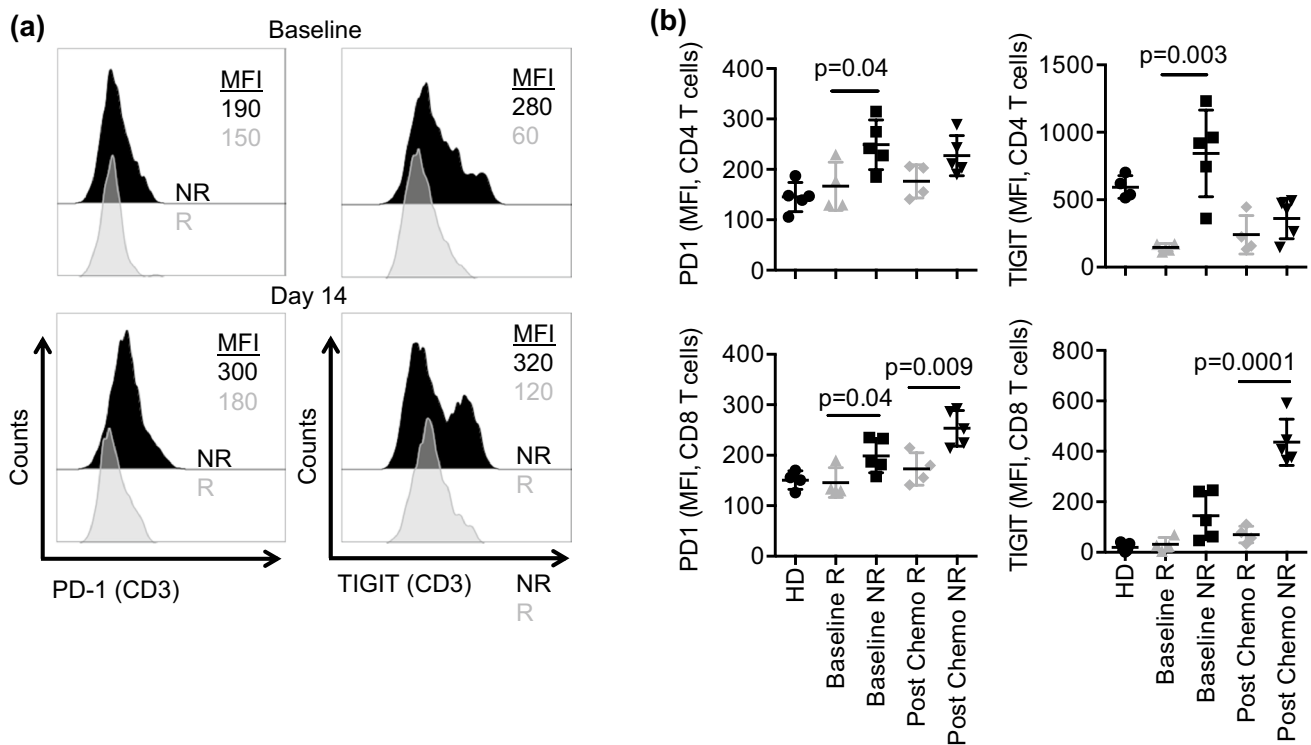 (a)
Baseline
MFI
190
150
NR
R
MFI
280
60
Day 14
MFI
300
180
NR
R
Counts
PD-1 (CD3)
MFI
320
120
NR
R
Counts
TIGIT (CD3)
NR
R
(b)
PD1 (MFI, CD4 T cells)
400
300
200
100
0
p=0.04
TIGIT (MFI, CD4 T cells)
1500
1000
500
0
p=0.003
PD1 (MFI, CD8 T cells)
400
300
200
100
0
p=0.04
p=0.009
HD
Baseline R
Baseline NR
Post Chemo R
Post Chemo NR
TIGIT (MFI, CD8 T cells)
800
600
400
200
0
p=0.0001
HD
Baseline R
Baseline NR
Post Chemo R
Post Chemo NR